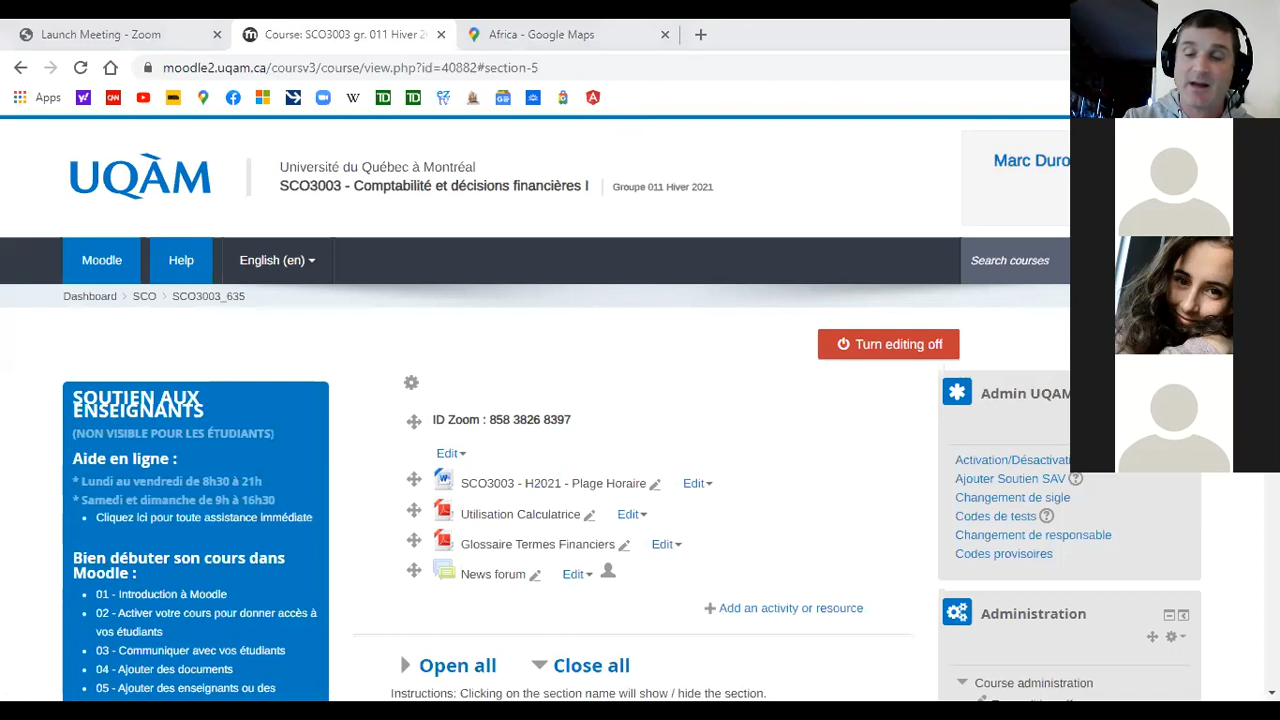 Launch Meeting - Zoom
Course: SCO3003 gr. 011 Hiver 2
Africa - Google Maps
moodle2.uqam.ca/coursv3/course/view.php?id=40882#section-5
Apps
CNN
W
TD
TD
UQÀM
Université du Québec à Montréal
SCO3003 - Comptabilité et décisions financières I
Groupe 011 Hiver 2021
Marc Duro
Moodle
Help
English (en)
Search courses
Dashboard
SCO
SCO3003_635
Turn editing off
SOUTIEN AUX
ENSEIGNANTS
(NON VISIBLE POUR LES ÉTUDIANTS)
Aide en ligne :
* Lundi au vendredi de 8h30 à 21h
* Samedi et dimanche de 9h à 16h30
Cliquez ici pour toute assistance immédiate
Bien débuter son cours dans
Moodle :
01 - Introduction à Moodle
02 - Activer votre cours pour donner accès à
vos étudiants
03 - Communiquer avec vos étudiants
04 - Ajouter des documents
05 - Ajouter des enseignants ou des
ID Zoom : 858 3826 8397
Edit
SCO3003 - H2021 - Plage Horaire
Edit
Utilisation Calculatrice
Edit
Glossaire Termes Financiers
Edit
News forum
Edit
Add an activity or resource
Open all
Close all
Instructions: Clicking on the section name will show / hide the section.
Admin UQAM
Activation/Désactivati
Ajouter Soutien SAV
Changement de sigle
Codes de tests
Changement de responsable
Codes provisoires
Administration
Course administration